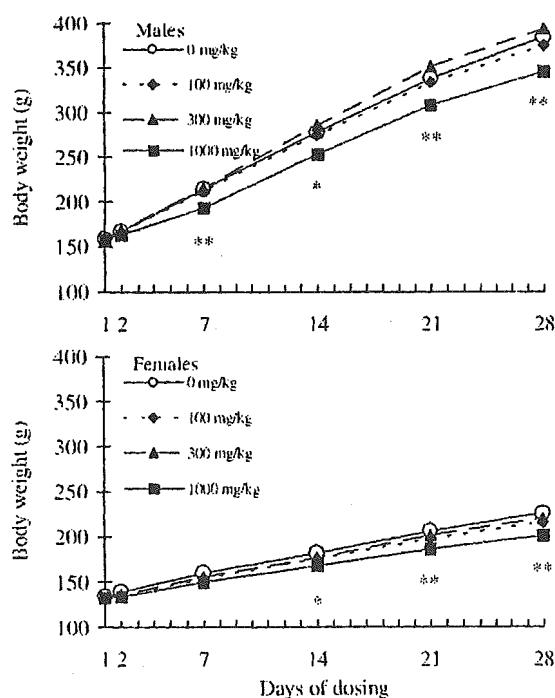 400
350
300
250
200
150
100
Body weight (g)
Males
0 mg/kg
100 mg/kg
300 mg/kg
1000 mg/kg
**
*
**
**
1 2 7 14 21 28
400
350
300
250
200
150
100
Body weight (g)
Females
0 mg/kg
100 mg/kg
300 mg/kg
1000 mg/kg
*
**
**
1 2 7 14 21 28
Days of dosing